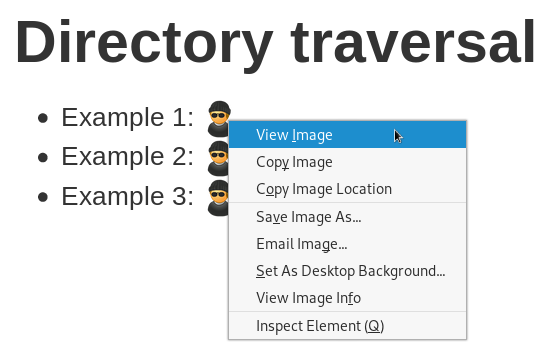 Directory traversal
Example 1:
Example 2:
Example 3:
View Image
Copy Image
Copy Image Location
Save Image As...
Email Image...
Set As Desktop Background...
View Image Info
Inspect Element (Q)